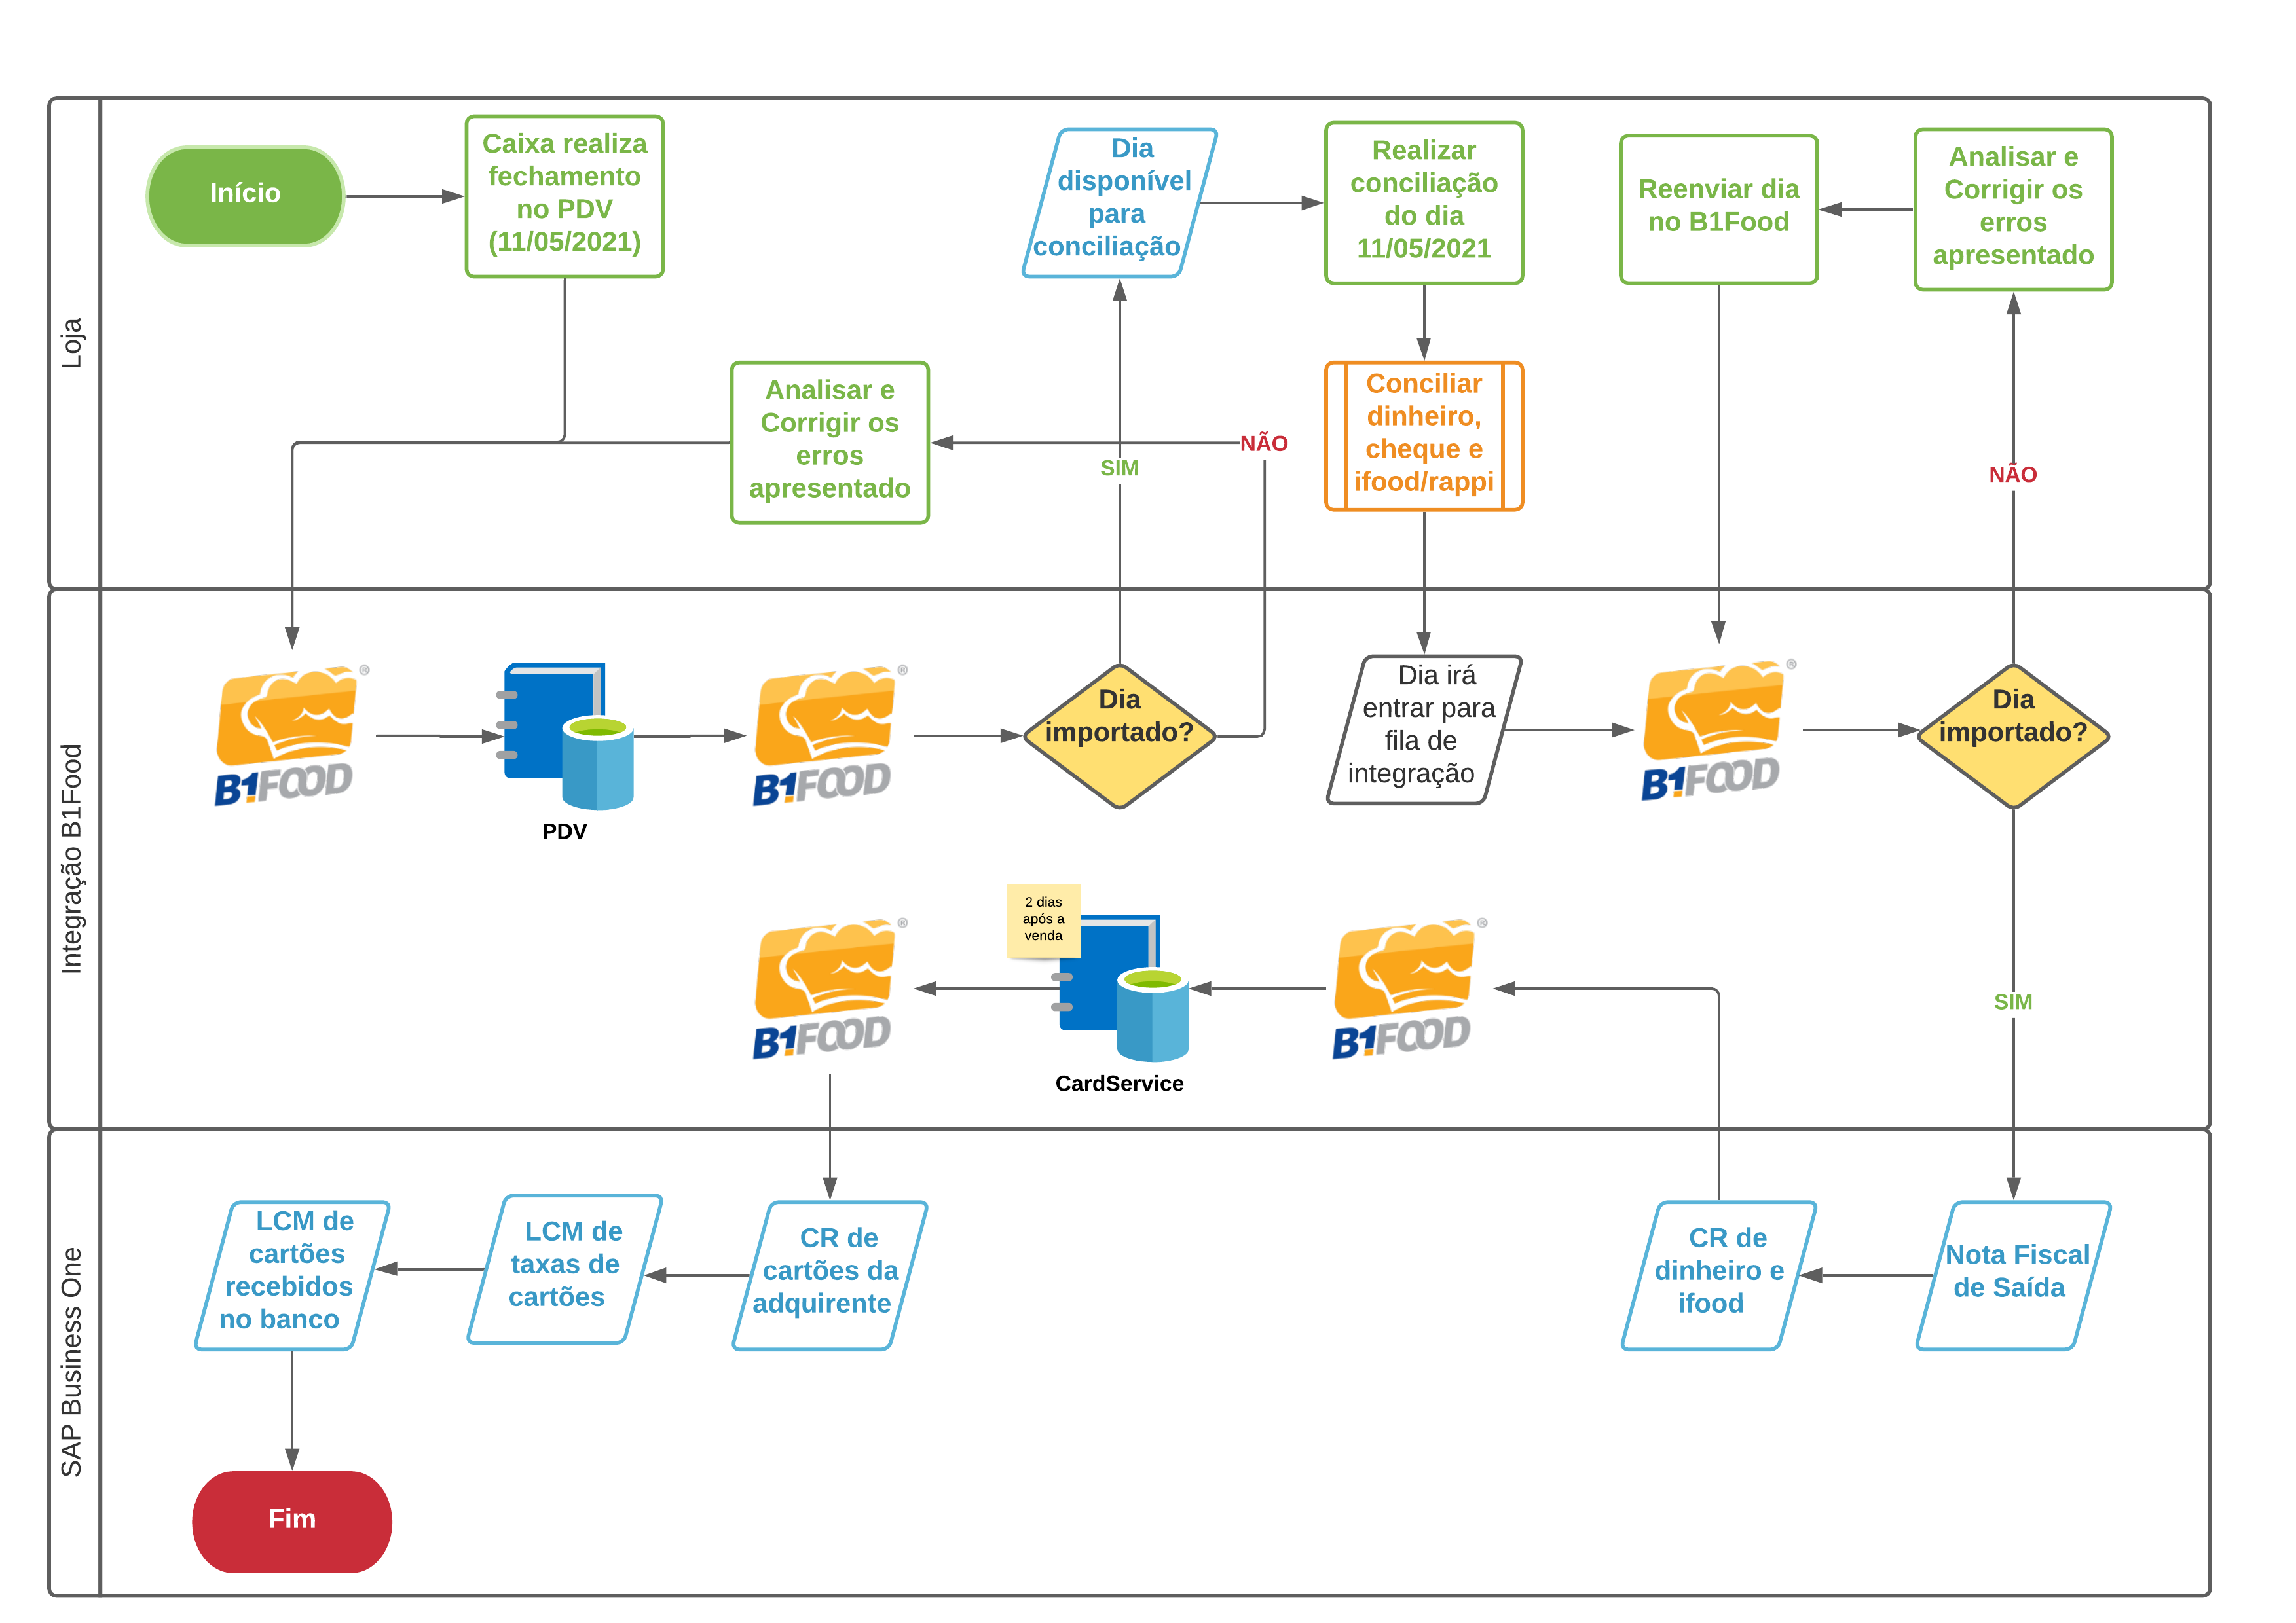 Início
Caixa realiza
fechamento
no PDV
(11/05/2021)
Dia
disponível
para
conciliação
Realizar
conciliação
do dia
11/05/2021
Reenviar dia
no B1Food
Analisar e
Corrigir os
erros
apresentado
Loja
Analisar e
Corrigir os
erros
apresentado
SIM
NÃO
Conciliar
dinheiro,
cheque e
ifood/rappi
NÃO
Integração B1Food
®
B1FOOD
PDV
®
B1FOOD
Dia
importado?
Dia irá
entrar para
fila de
integração
®
B1FOOD
Dia
importado?
®
B1FOOD
2 dias
após a
venda
CardService
®
B1FOOD
SIM
SAP Business One
LCM de
cartões
recebidos
no banco
LCM de
taxas de
cartões
CR de
cartões da
adquirente
CR de
dinheiro e
ifood
Nota Fiscal
de Saída
Fim